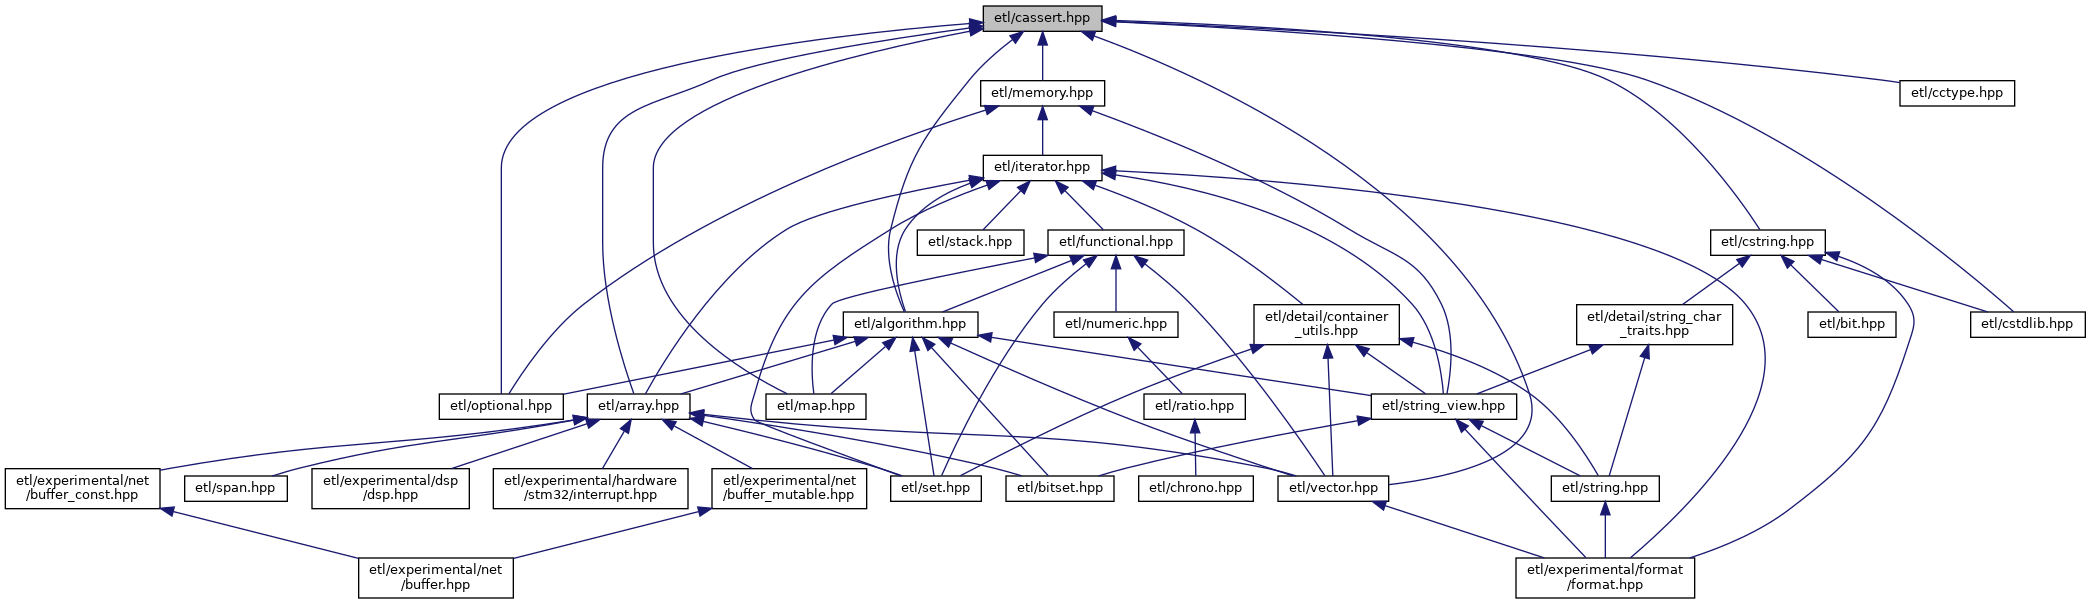 etl/cassert.hpp
etl/memory.hpp
etl/cctype.hpp
etl/iterator.hpp
etl/stack.hpp
etl/functional.hpp
etl/cstring.hpp
etl/algorithm.hpp
etl/numeric.hpp
etl/detail/container
_utils.hpp
etl/detail/string_char
_traits.hpp
etl/bit.hpp
etl/cstdlib.hpp
etl/optional.hpp
etl/array.hpp
etl/map.hpp
etl/ratio.hpp
etl/string_view.hpp
etl/experimental/net
/buffer_const.hpp
etl/span.hpp
etl/experimental/dsp
/dsp.hpp
etl/experimental/hardware
/stm32/interrupt.hpp
etl/experimental/net
/buffer_mutable.hpp
etl/set.hpp
etl/bitset.hpp
etl/chrono.hpp
etl/vector.hpp
etl/string.hpp
etl/experimental/net
/buffer.hpp
etl/experimental/format
/format.hpp